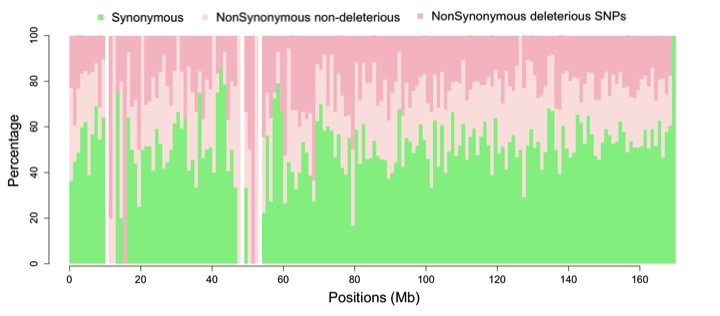 Synonymous NonSynonymous non-deleterious NonSynonymous deleterious SNPs
Percentage
100
80
60
40
20
0
0 20 40 60 80 100 120 140 160
Positions (Mb)